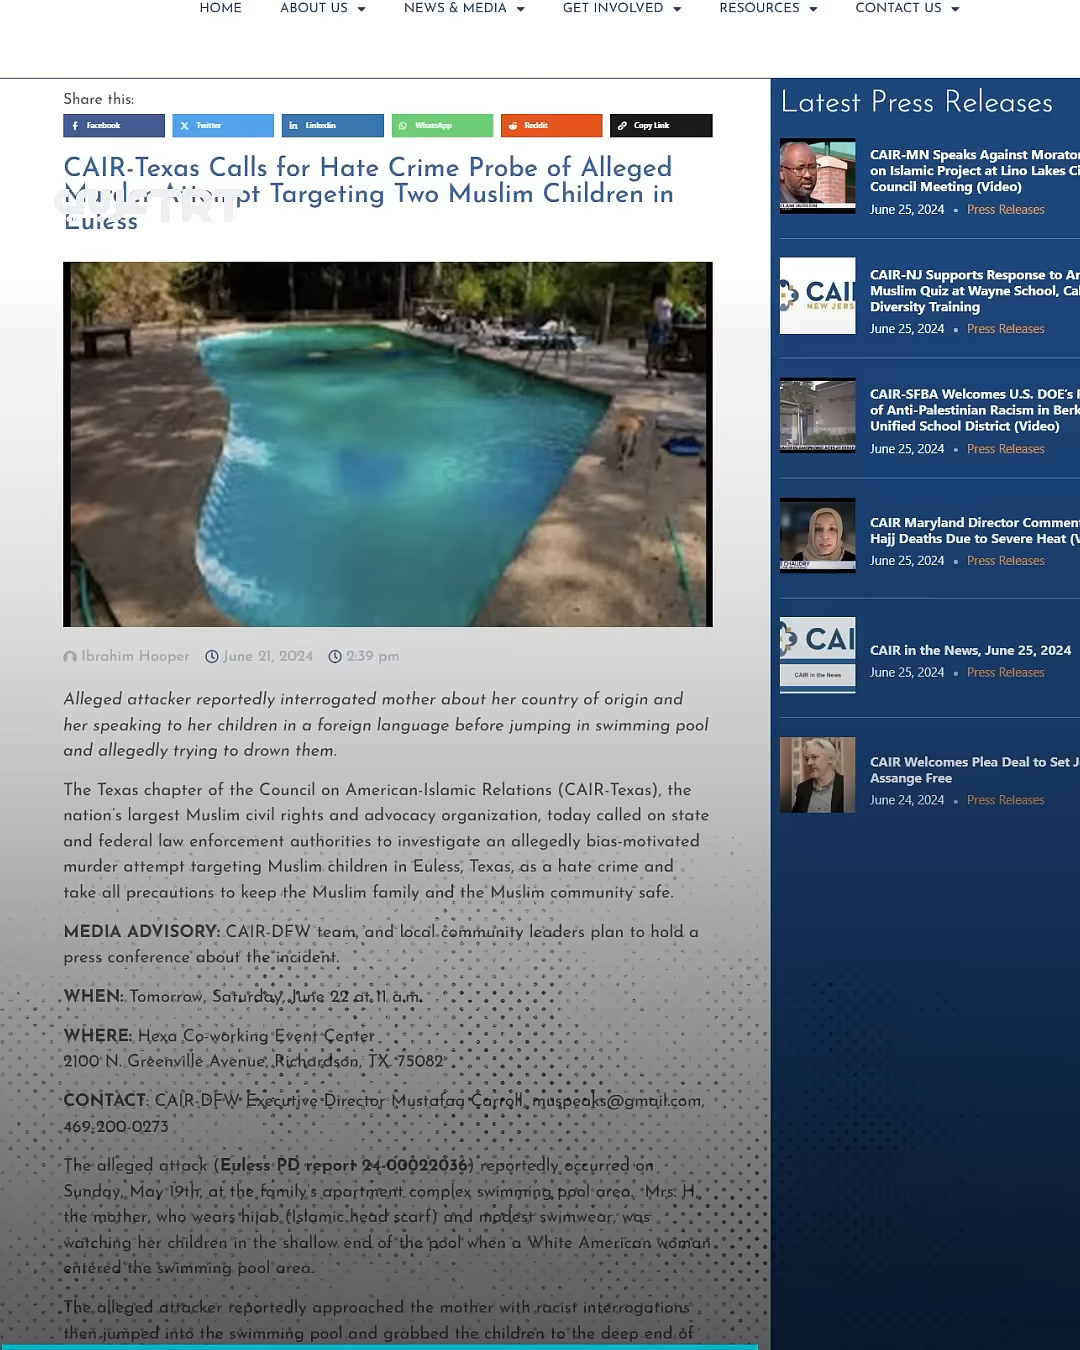 HOME ABOUT US NEWS & MEDIA GET INVOLVED RESOURCES CONTACT US
Share this:
Facebook Twitter Linkedin WhatsApp Reddit Copy Link
CAIR-Texas Calls for Hate Crime Probe of Alleged
Murder Attempt Targeting Two Muslim Children in
Euless
TRT
Ibrahim Hooper June 21, 2024 2:39 pm
Alleged attacker reportedly interrogated mother about her country of origin and
her speaking to her children in a foreign language before jumping in swimming pool
and allegedly trying to drown them.
The Texas chapter of the Council on American-Islamic Relations (CAIR-Texas), the
nation's largest Muslim civil rights and advocacy organization, today called on state
and federal law enforcement authorities to investigate an allegedly bias-motivated
murder attempt targeting Muslim children in Euless, Texas, as a hate crime and
take all precautions to keep the Muslim family and the Muslim community safe.
MEDIA ADVISORY: CAIR-DFW team, and local community leaders plan to hold a
press conference about the incident.
WHEN: Tomorrow, Saturday, June 22 at 11 a.m.
WHERE: Hexa Co-working Event Center
2100 N. Greenville Avenue, Richardson, TX. 75082
CONTACT: CAIR-DFW Executive Director Mustafaa Carroll, muspeaks@gmail.com,
469-200-0273
The alleged attack (Euless PD report 24-00022036) reportedly occurred on
Sunday, May 19th, at the family's apartment complex swimming pool area. Mrs. H,
the mother, who wears hijab (Islamic head scarf) and modest swimwear, was
watching her children in the shallow end of the pool when a White American woman
entered the swimming pool area.
The alleged attacker reportedly approached the mother with racist interrogations
then jumped into the swimming pool and grabbed the children to the deep end of
Latest Press Releases
CAIR-MN Speaks Against Morator
on Islamic Project at Lino Lakes Ci
Council Meeting (Video)
June 25, 2024 • Press Releases
CAI
NEW JERS
CAIR-NJ Supports Response to An
Muslim Quiz at Wayne School, Cal
Diversity Training
June 25, 2024 • Press Releases
CAIR-SFBA Welcomes U.S. DOE's P
of Anti-Palestinian Racism in Berk
Unified School District (Video)
June 25, 2024 • Press Releases
CHAUDRY
CAIR Maryland Director Comment
Hajj Deaths Due to Severe Heat (V
June 25, 2024 • Press Releases
CAI
CAIR in the News
CAIR in the News, June 25, 2024
June 25, 2024 • Press Releases
CAIR Welcomes Plea Deal to Set J
Assange Free
June 24, 2024 • Press Releases